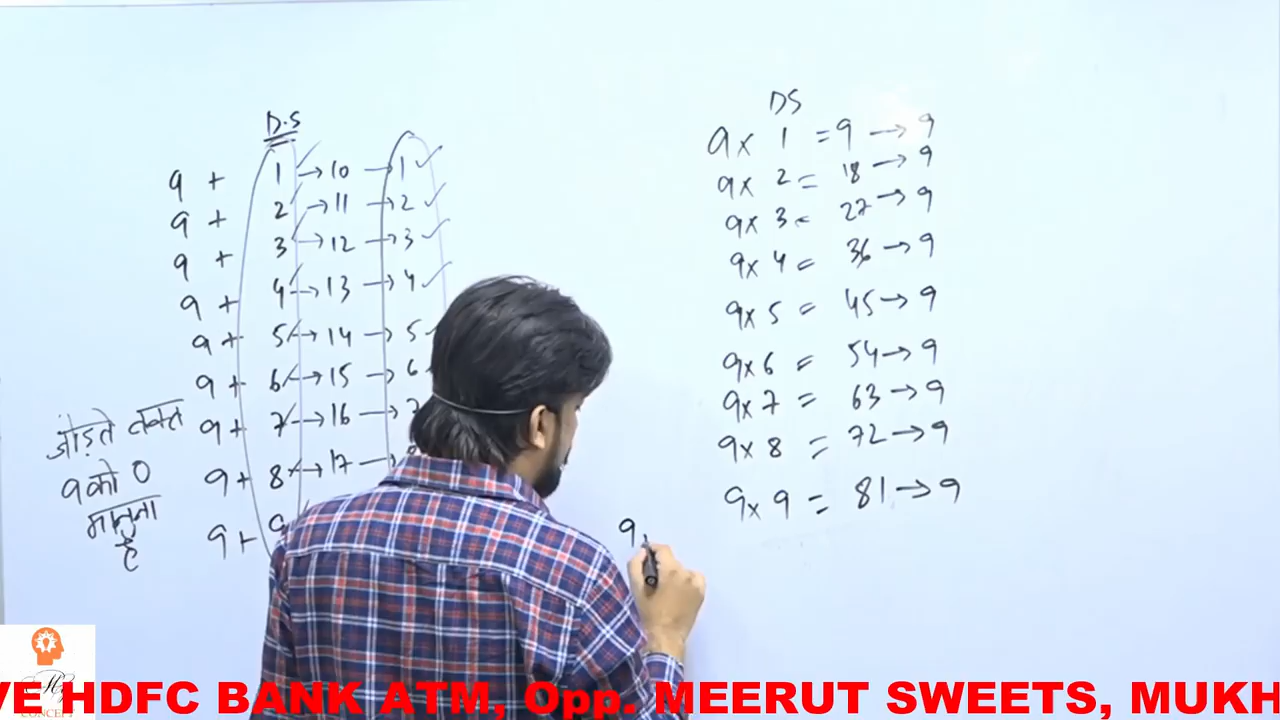 D.S
9 + 1 → 10 → 1 ✓
9 + 2 → 11 → 2 ✓
9 + 3 → 12 → 3 ✓
9 + 4 → 13 → 4 ✓
9 + 5 → 14 → 5
9 + 6 → 15 → 6
9 + 7 → 16 → 7
9 + 8 → 17 →
9 + 9
जोड़ते वक्त
9 को 0
मानना
है
9
DS
9 x 1 = 9 → 9
9 x 2 = 18 → 9
9 x 3 = 27 → 9
9 x 4 = 36 → 9
9 x 5 = 45 → 9
9 x 6 = 54 → 9
9 x 7 = 63 → 9
9 x 8 = 72 → 9
9 x 9 = 81 → 9
CONCEPT
VE HDFC BANK ATM, Opp. MEERUT SWEETS, MUKH